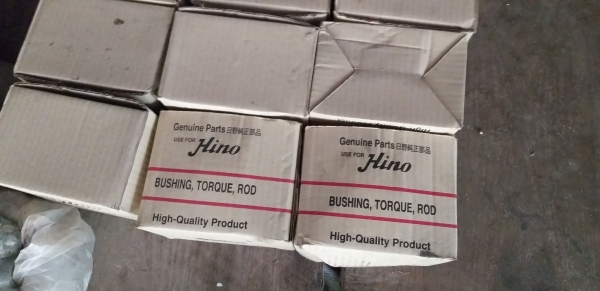 Genuine Parts 日野純正部品
USE FOR Hino
BUSHING, TORQUE, ROD
High-Quality Product
Genuine Parts 日野純正部品
USE FOR Hino
BUSHING, TORQUE, ROD
High-Quality Product